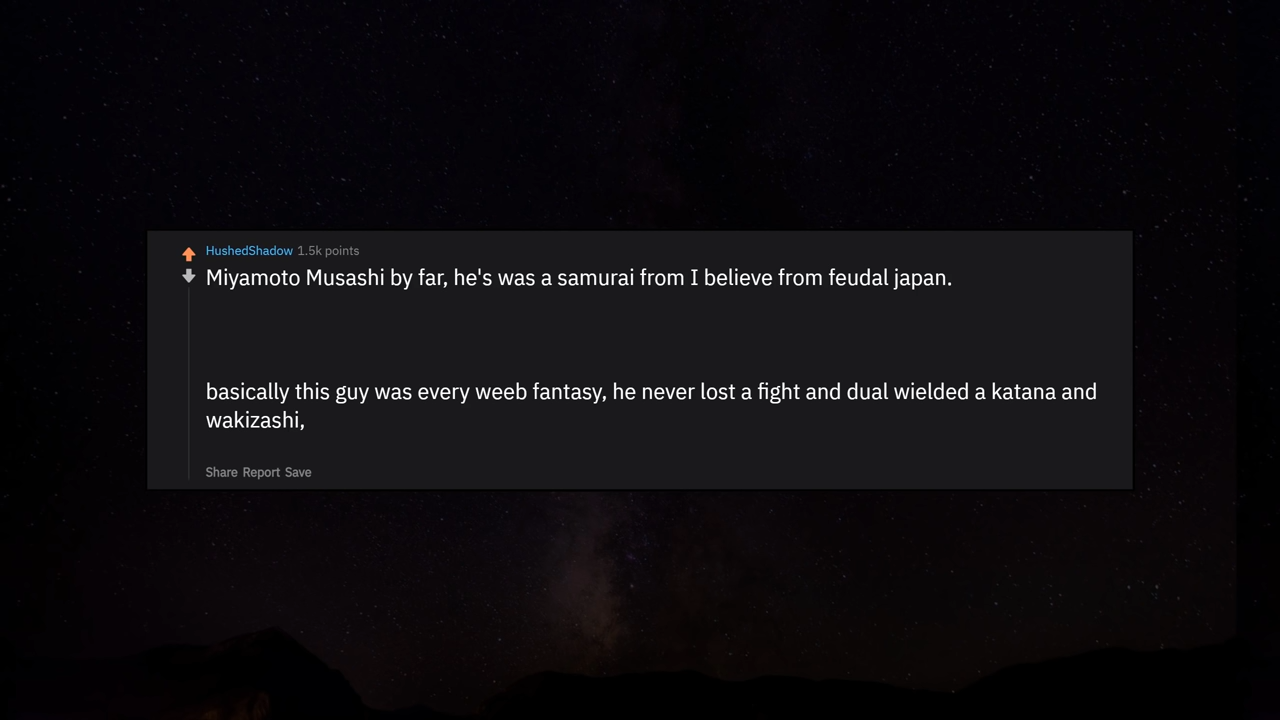 HushedShadow 1.5k points
Miyamoto Musashi by far, he's was a samurai from I believe from feudal japan.
basically this guy was every weeb fantasy, he never lost a fight and dual wielded a katana and
wakizashi,
Share Report Save